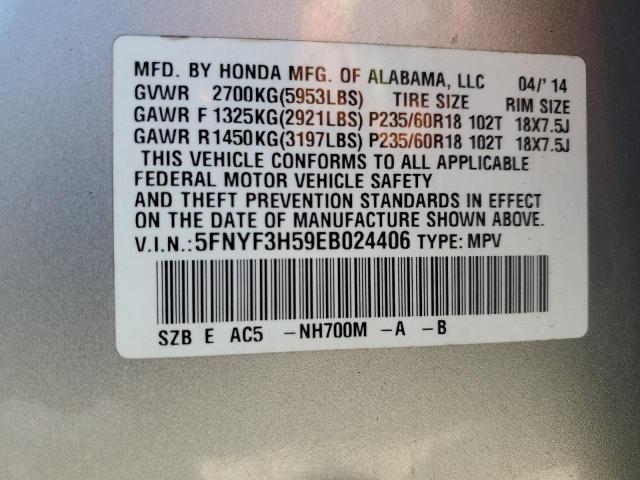 MFD. BY HONDA MFG. OF ALABAMA, LLC 04/'14
GVWR 2700KG(5953LBS) TIRE SIZE RIM SIZE
GAWR F 1325KG(2921LBS) P235/60R18 102T 18X7.5J
GAWR R1450KG(3197LBS) P235/60R18 102T 18X7.5J
THIS VEHICLE CONFORMS TO ALL APPLICABLE
FEDERAL MOTOR VEHICLE SAFETY
AND THEFT PREVENTION STANDARDS IN EFFECT
ON THE DATE OF MANUFACTURE SHOWN ABOVE.
V.I.N.:5FNYF3H59EB024406 TYPE: MPV
SZB E AC5 -NH700M -A -B